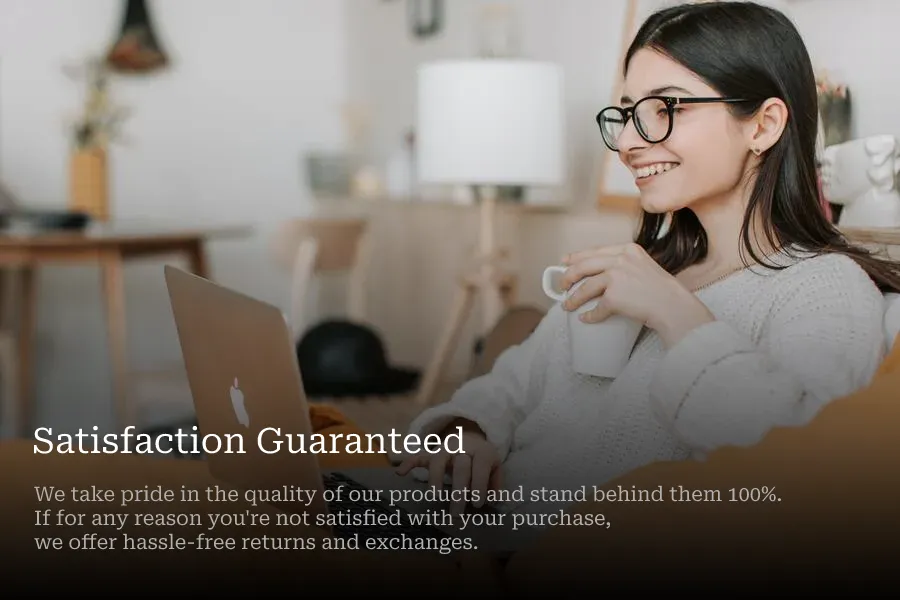 Satisfaction Guaranteed
We take pride in the quality of our products and stand behind them 100%.
If for any reason you're not satisfied with your purchase,
we offer hassle-free returns and exchanges.